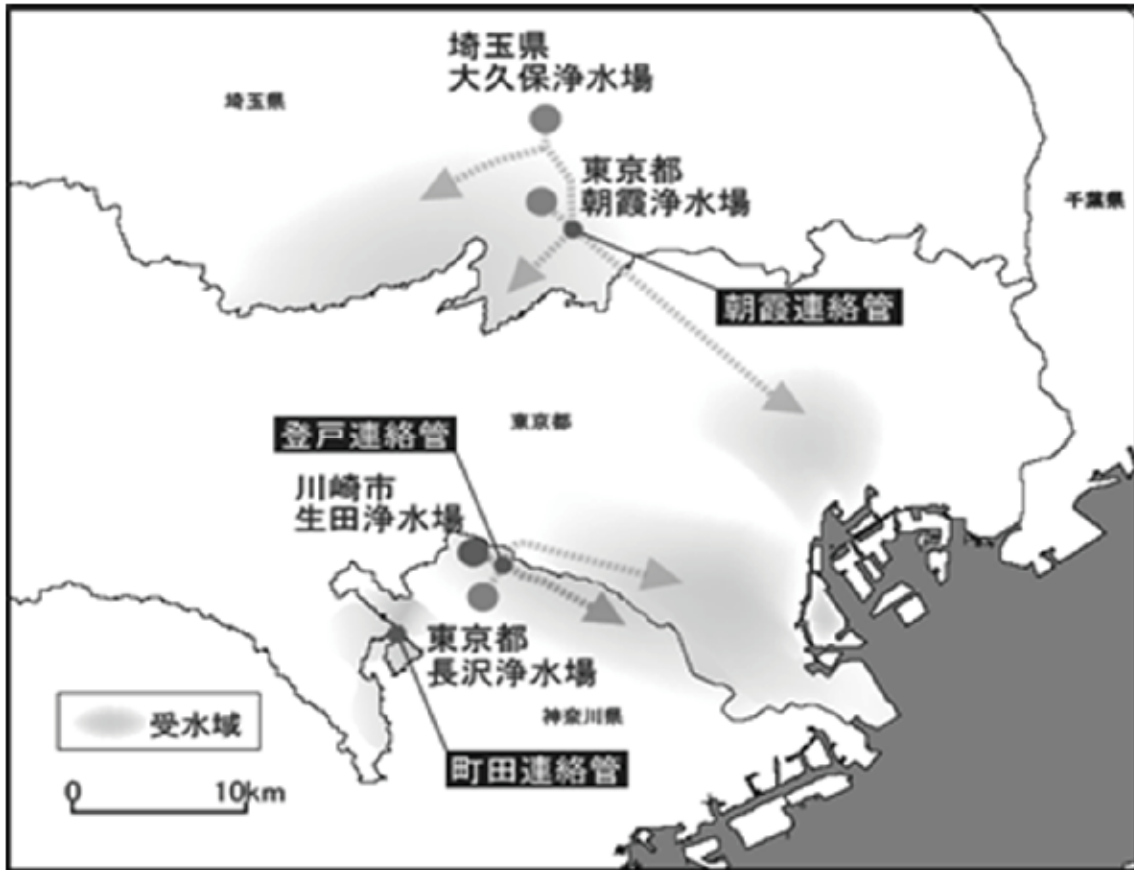 埼玉県
大久保浄水場
埼玉県
東京都
朝霞浄水場
千葉県
朝霞連絡管
東京都
登戸連絡管
川崎市
生田浄水場
東京都
長沢浄水場
神奈川県
受水域
町田連絡管
0 10km